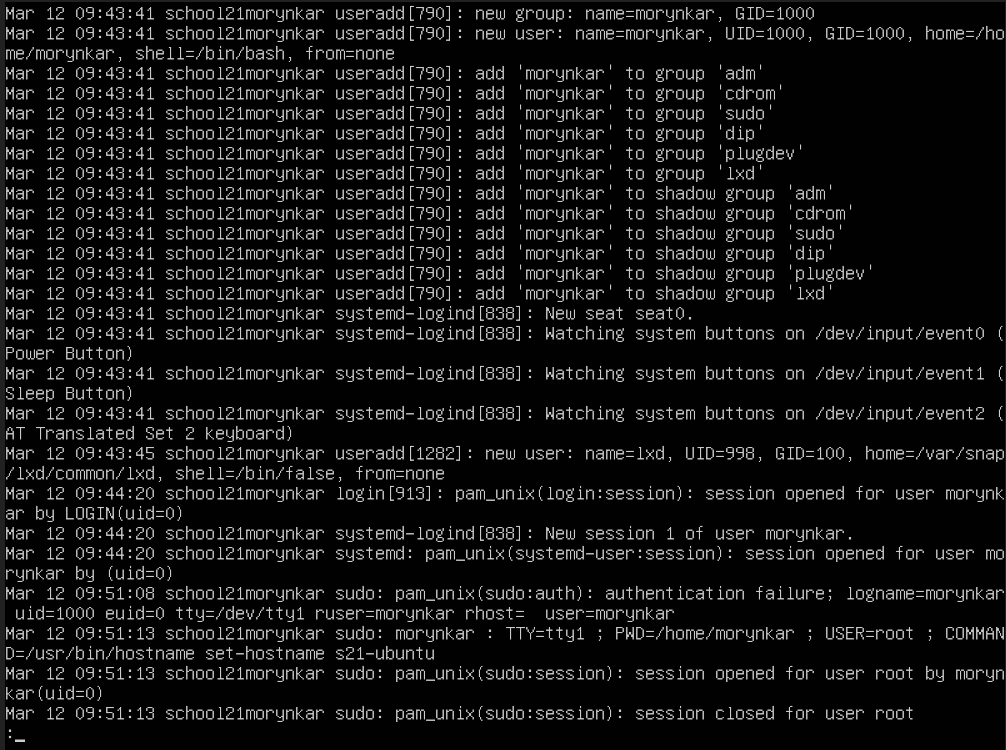 Mar 12 09:43:41 school21morynkar useradd[790]: new group: name=morynkar, GID=1000
Mar 12 09:43:41 school21morynkar useradd[790]: new user: name=morynkar, UID=1000, GID=1000, home=/ho
me/morynkar, shell=/bin/bash, from=none
Mar 12 09:43:41 school21morynkar useradd[790]: add 'morynkar' to group 'adm'
Mar 12 09:43:41 school21morynkar useradd[790]: add 'morynkar' to group 'cdrom'
Mar 12 09:43:41 school21morynkar useradd[790]: add 'morynkar' to group 'sudo'
Mar 12 09:43:41 school21morynkar useradd[790]: add 'morynkar' to group 'dip'
Mar 12 09:43:41 school21morynkar useradd[790]: add 'morynkar' to group 'plugdev'
Mar 12 09:43:41 school21morynkar useradd[790]: add 'morynkar' to group 'lxd'
Mar 12 09:43:41 school21morynkar useradd[790]: add 'morynkar' to shadow group 'adm'
Mar 12 09:43:41 school21morynkar useradd[790]: add 'morynkar' to shadow group 'cdrom'
Mar 12 09:43:41 school21morynkar useradd[790]: add 'morynkar' to shadow group 'sudo'
Mar 12 09:43:41 school21morynkar useradd[790]: add 'morynkar' to shadow group 'dip'
Mar 12 09:43:41 school21morynkar useradd[790]: add 'morynkar' to shadow group 'plugdev'
Mar 12 09:43:41 school21morynkar useradd[790]: add 'morynkar' to shadow group 'lxd'
Mar 12 09:43:41 school21morynkar systemd-logind[838]: New seat seat0.
Mar 12 09:43:41 school21morynkar systemd-logind[838]: Watching system buttons on /dev/input/event0 (
Power Button)
Mar 12 09:43:41 school21morynkar systemd-logind[838]: Watching system buttons on /dev/input/event1 (
Sleep Button)
Mar 12 09:43:41 school21morynkar systemd-logind[838]: Watching system buttons on /dev/input/event2 (
AT Translated Set 2 keyboard)
Mar 12 09:43:45 school21morynkar useradd[1282]: new user: name=lxd, UID=998, GID=100, home=/var/snap
/lxd/common/lxd, shell=/bin/false, from=none
Mar 12 09:44:20 school21morynkar login[913]: pam_unix(login:session): session opened for user morynk
ar by LOGIN(uid=0)
Mar 12 09:44:20 school21morynkar systemd-logind[838]: New session 1 of user morynkar.
Mar 12 09:44:20 school21morynkar systemd: pam_unix(systemd-user:session): session opened for user mo
rynkar by (uid=0)
Mar 12 09:51:08 school21morynkar sudo: pam_unix(sudo:auth): authentication failure; logname=morynkar
 uid=1000 euid=0 tty=/dev/tty1 ruser=morynkar rhost=  user=morynkar
Mar 12 09:51:13 school21morynkar sudo: morynkar : TTY=tty1 ; PWD=/home/morynkar ; USER=root ; COMMAN
D=/usr/bin/hostname set-hostname s21-ubuntu
Mar 12 09:51:13 school21morynkar sudo: pam_unix(sudo:session): session opened for user root by moryn
kar(uid=0)
Mar 12 09:51:13 school21morynkar sudo: pam_unix(sudo:session): session closed for user root
:_